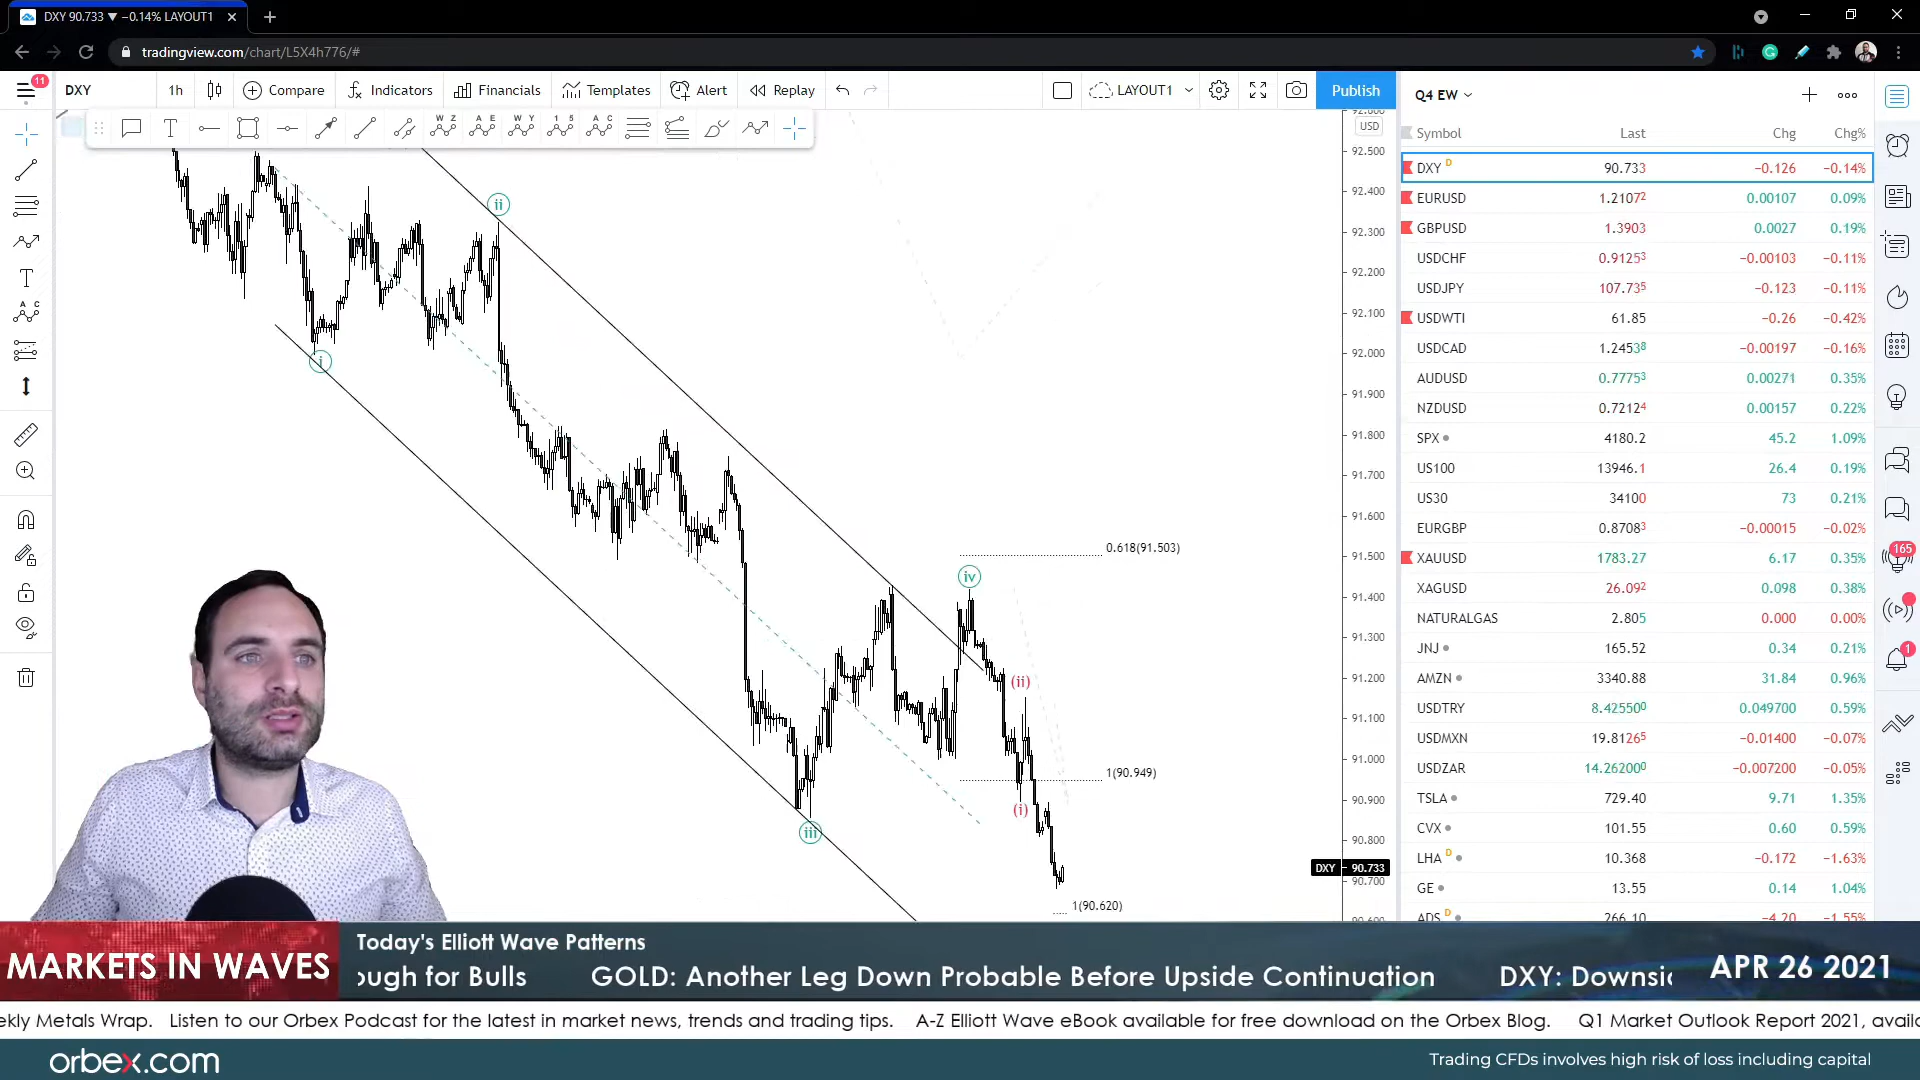 DXY 90.733 ▼ −0.14% LAYOUT1
tradingview.com/chart/L5X4h776/#
11
DXY 1h Compare Indicators Financials Templates Alert Replay LAYOUT1 Publish
W Z A E W Y 1 5 A C
A C
USD
92.500
92.400
92.300
92.200
92.100
92.000
91.900
91.800
91.700
91.600
91.500
91.400
91.300
91.200
91.100
91.000
90.900
90.800
DXY 90.733
90.700
ii
i
iii
iv
(ii)
(i)
0.618(91.503)
1(90.949)
1(90.620)
Q4 EW
Symbol Last Chg Chg%
DXY D 90.733 −0.126 −0.14%
EURUSD 1.21072 0.00107 0.09%
GBPUSD 1.3903 0.0027 0.19%
USDCHF 0.91253 −0.00103 −0.11%
USDJPY 107.735 −0.123 −0.11%
USDWTI 61.85 −0.26 −0.42%
USDCAD 1.24538 −0.00197 −0.16%
AUDUSD 0.77753 0.00271 0.35%
NZDUSD 0.72124 0.00157 0.22%
SPX 4180.2 45.2 1.09%
US100 13946.1 26.4 0.19%
US30 34100 73 0.21%
EURGBP 0.87083 −0.00015 −0.02%
XAUUSD 1783.27 6.17 0.35%
XAGUSD 26.092 0.098 0.38%
NATURALGAS 2.805 0.000 0.00%
JNJ 165.52 0.34 0.21%
AMZN 3340.88 31.84 0.96%
USDTRY 8.425500 0.049700 0.59%
USDMXN 19.81265 −0.01400 −0.07%
USDZAR 14.262000 −0.007200 −0.05%
TSLA 729.40 9.71 1.35%
CVX 101.55 0.60 0.59%
LHA D 10.368 −0.172 −1.63%
GE 13.55 0.14 1.04%
ADS D 266.10 −4.20 −1.55%
165
1
MARKETS IN WAVES
Today's Elliott Wave Patterns
ough for Bulls GOLD: Another Leg Down Probable Before Upside Continuation DXY: Downsi
APR 26 2021
ekly Metals Wrap. Listen to our Orbex Podcast for the latest in market news, trends and trading tips. A-Z Elliott Wave eBook available for free download on the Orbex Blog. Q1 Market Outlook Report 2021, availa
orbex.com
Trading CFDs involves high risk of loss including capital